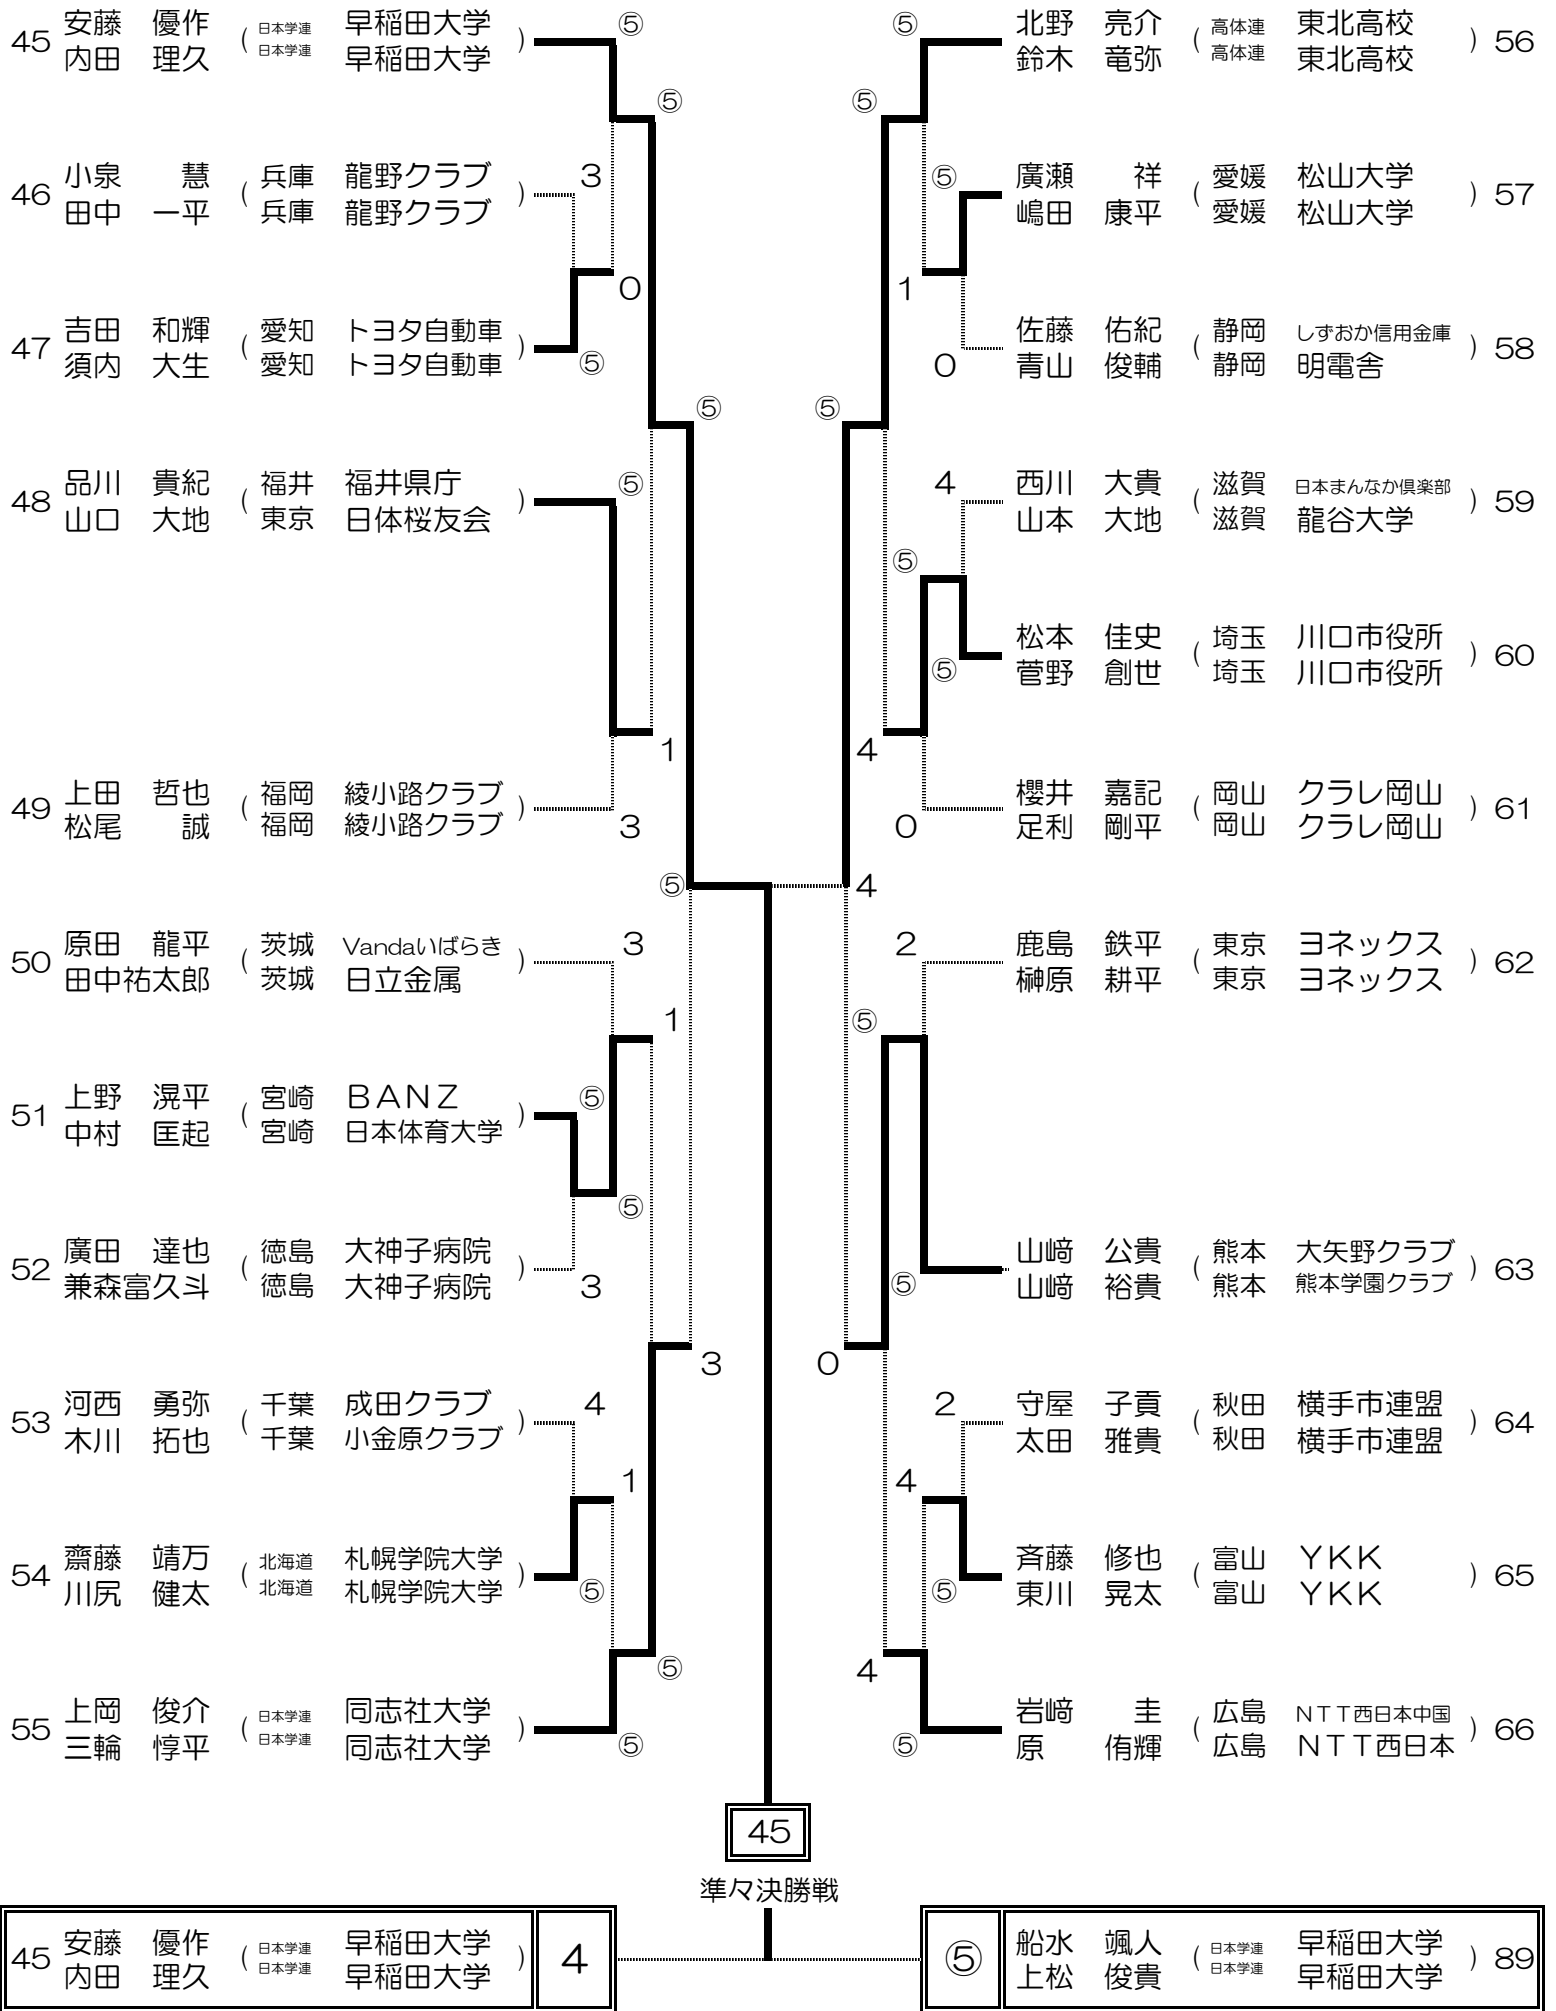 45 安藤 優作 ( 日本学連 早稲田大学 )
内田 理久 日本学連 早稲田大学
⑤
⑤
46 小泉 慧 ( 兵庫 龍野クラブ )
田中 一平 兵庫 龍野クラブ
3
0
47 吉田 和輝 ( 愛知 トヨタ自動車 )
須内 大生 愛知 トヨタ自動車
⑤
⑤
48 品川 貴紀 ( 福井 福井県庁 )
山口 大地 東京 日体桜友会
⑤
1
49 上田 哲也 ( 福岡 綾小路クラブ )
松尾 誠 福岡 綾小路クラブ
3
⑤
50 原田 龍平 ( 茨城 Vandaいばらき )
田中祐太郎 茨城 日立金属
3
1
51 上野 滉平 ( 宮崎 BANZ )
中村 匡起 宮崎 日本体育大学
⑤
⑤
52 廣田 達也 ( 徳島 大神子病院 )
兼森富久斗 徳島 大神子病院
3
3
53 河西 勇弥 ( 千葉 成田クラブ )
木川 拓也 千葉 小金原クラブ
4
1
54 齋藤 靖万 ( 北海道 札幌学院大学 )
川尻 健太 北海道 札幌学院大学
⑤
⑤
55 上岡 俊介 ( 日本学連 同志社大学 )
三輪 惇平 日本学連 同志社大学
⑤
⑤
北野 亮介 ( 高体連 東北高校 ) 56
鈴木 竜弥 高体連 東北高校
⑤
⑤
廣瀬 祥 ( 愛媛 松山大学 ) 57
嶋田 康平 愛媛 松山大学
1
佐藤 佑紀 ( 静岡 しずおか信用金庫 ) 58
青山 俊輔 静岡 明電舎
0
⑤
4
西川 大貴 ( 滋賀 日本まんなか倶楽部 ) 59
山本 大地 滋賀 龍谷大学
⑤
松本 佳史 ( 埼玉 川口市役所 ) 60
菅野 創世 埼玉 川口市役所
⑤
4
櫻井 嘉記 ( 岡山 クラレ岡山 ) 61
足利 剛平 岡山 クラレ岡山
0
4
2
鹿島 鉄平 ( 東京 ヨネックス ) 62
榊原 耕平 東京 ヨネックス
⑤
山﨑 公貴 ( 熊本 大矢野クラブ ) 63
山﨑 裕貴 熊本 熊本学園クラブ
⑤
0
2
守屋 子貢 ( 秋田 横手市連盟 ) 64
太田 雅貴 秋田 横手市連盟
4
斉藤 修也 ( 富山 YKK ) 65
東川 晃太 富山 YKK
⑤
4
岩﨑 圭 ( 広島 NTT西日本中国 ) 66
原 侑輝 広島 NTT西日本
⑤
45
準々決勝戦
45 安藤 優作 ( 日本学連 早稲田大学 ) 4
内田 理久 日本学連 早稲田大学
⑤ 船水 颯人 ( 日本学連 早稲田大学 ) 89
上松 俊貴 日本学連 早稲田大学